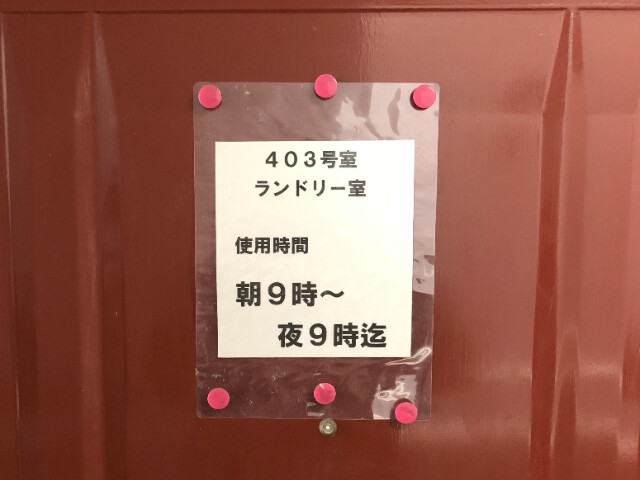 ４０３号室
ランドリー室
使用時間
朝９時～
夜９時迄